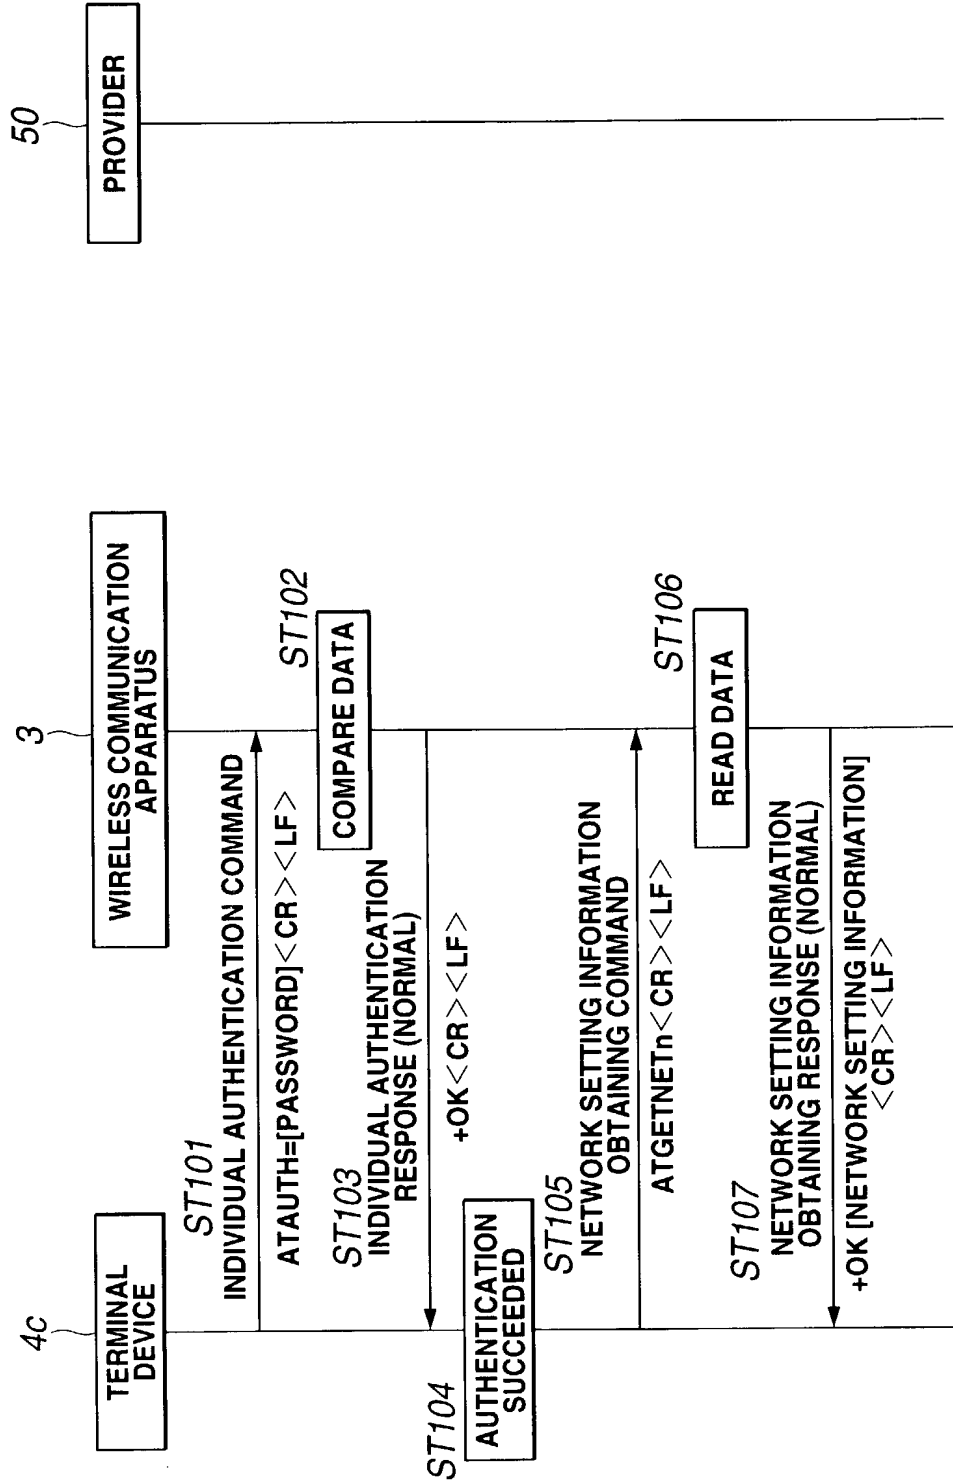 4c
TERMINAL
DEVICE
3
WIRELESS COMMUNICATION
APPARATUS
50
PROVIDER
ST101
INDIVIDUAL AUTHENTICATION COMMAND
ATAUTH=[PASSWORD]<CR><LF>
ST102
COMPARE DATA
ST103
INDIVIDUAL AUTHENTICATION
RESPONSE (NORMAL)
+OK<CR><LF>
ST104
AUTHENTICATION
SUCCEEDED
ST105
NETWORK SETTING INFORMATION
OBTAINING COMMAND
ATGETNETn<CR><LF>
ST106
READ DATA
ST107
NETWORK SETTING INFORMATION
OBTAINING RESPONSE (NORMAL)
+OK [NETWORK SETTING INFORMATION]
<CR><LF>